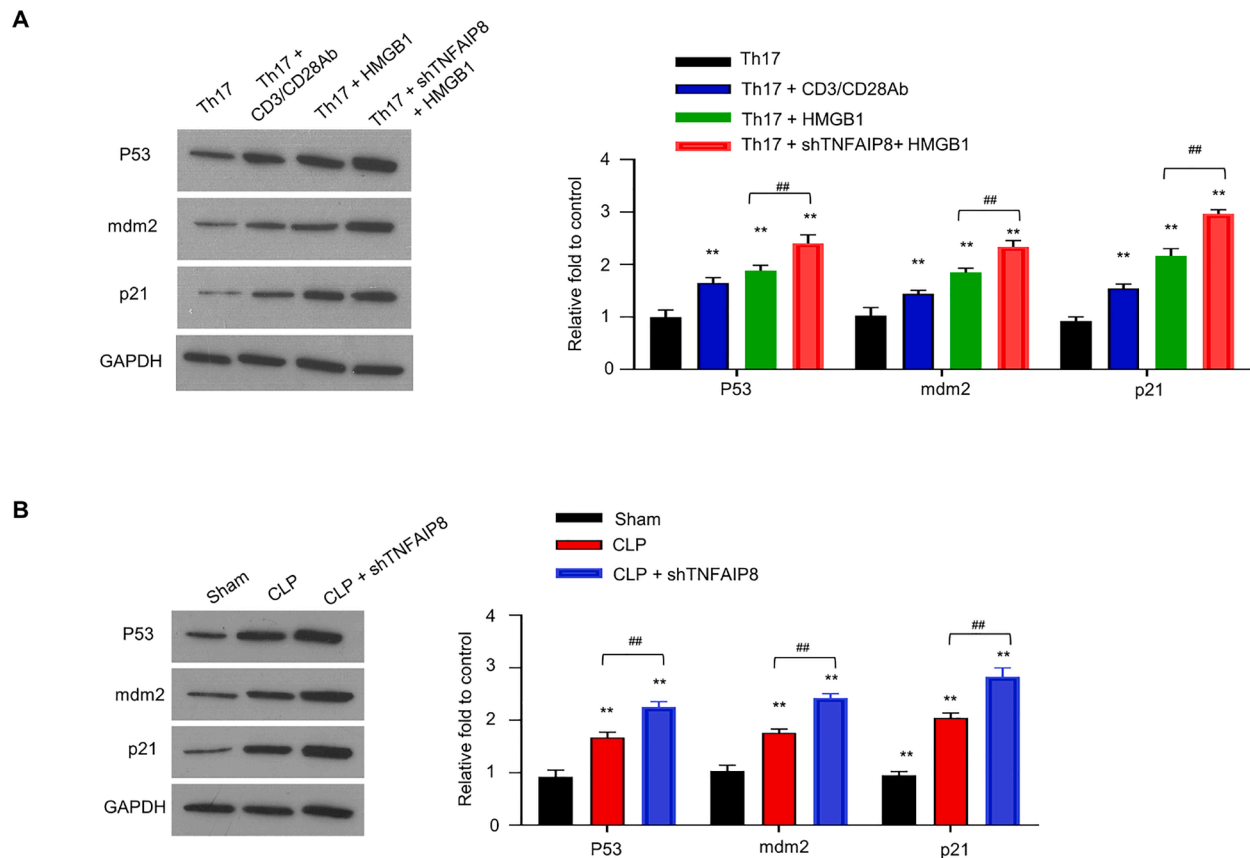 A
Th17
Th17 +
CD3/CD28Ab
Th17 + HMGB1
Th17 + shTNFAIP8
+ HMGB1
P53
mdm2
p21
GAPDH
Th17
Th17 + CD3/CD28Ab
Th17 + HMGB1
Th17 + shTNFAIP8+ HMGB1
Relative fold to control
4
3
2
1
0
** ** ** ##
** ** ** ##
** ** ** ##
P53 mdm2 p21
B
Sham
CLP
CLP + shTNFAIP8
P53
mdm2
p21
GAPDH
Sham
CLP
CLP + shTNFAIP8
Relative fold to control
4
3
2
1
0
** ** ##
** ** ##
** ** ** ##
P53 mdm2 p21